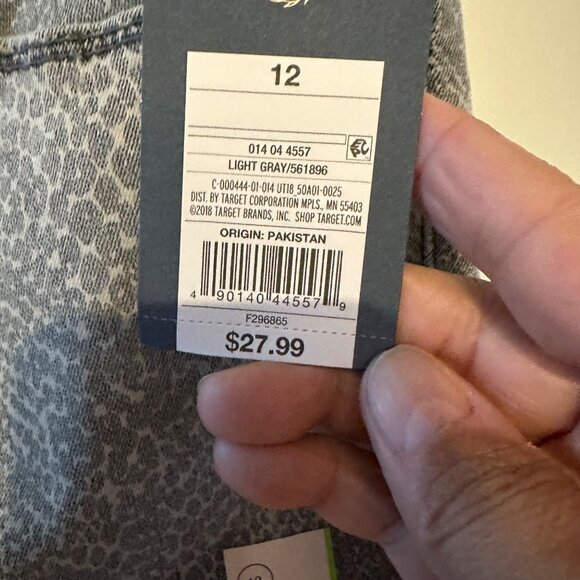 12
014 04 4557
LIGHT GRAY/561896
C-000444-01-014 UT18_50A01-0025
DIST. BY TARGET CORPORATION MPLS., MN 55403
©2018 TARGET BRANDS, INC. SHOP TARGET.COM
ORIGIN: PAKISTAN
4 90140 44557 9
F296865
$27.99